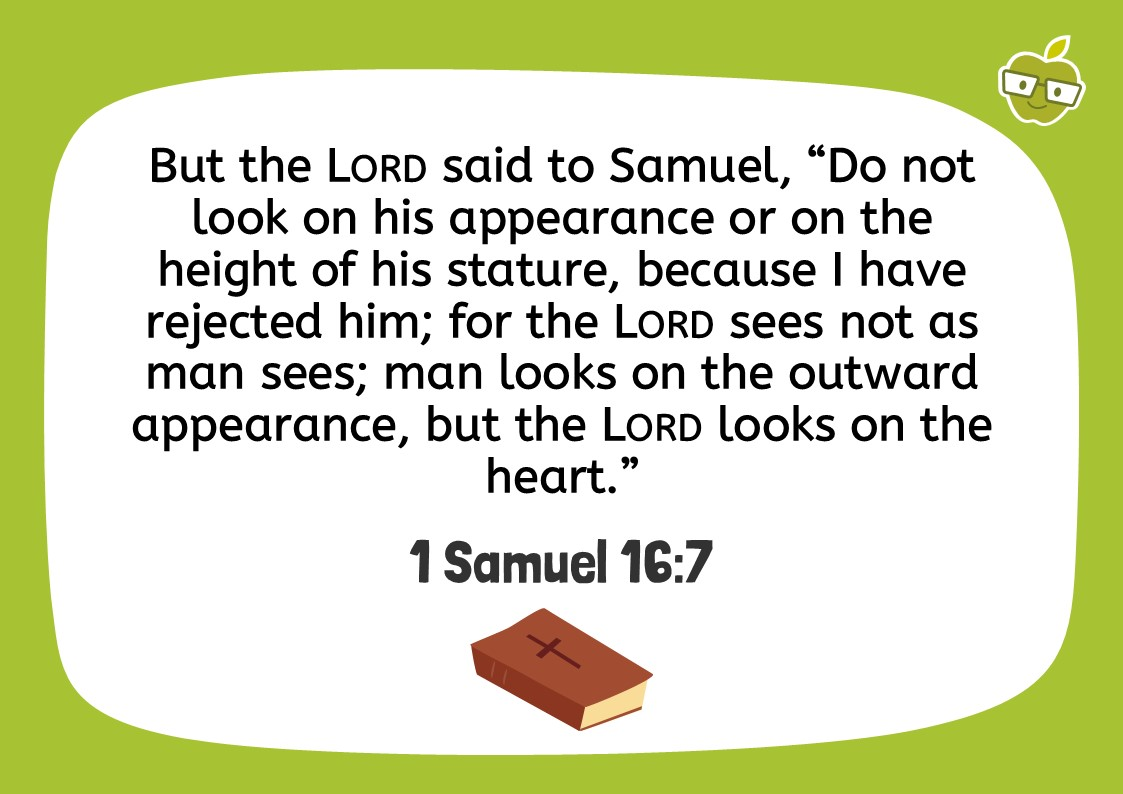 But the LORD said to Samuel, “Do not
look on his appearance or on the
height of his stature, because I have
rejected him; for the LORD sees not as
man sees; man looks on the outward
appearance, but the LORD looks on the
heart.”
1 Samuel 16:7